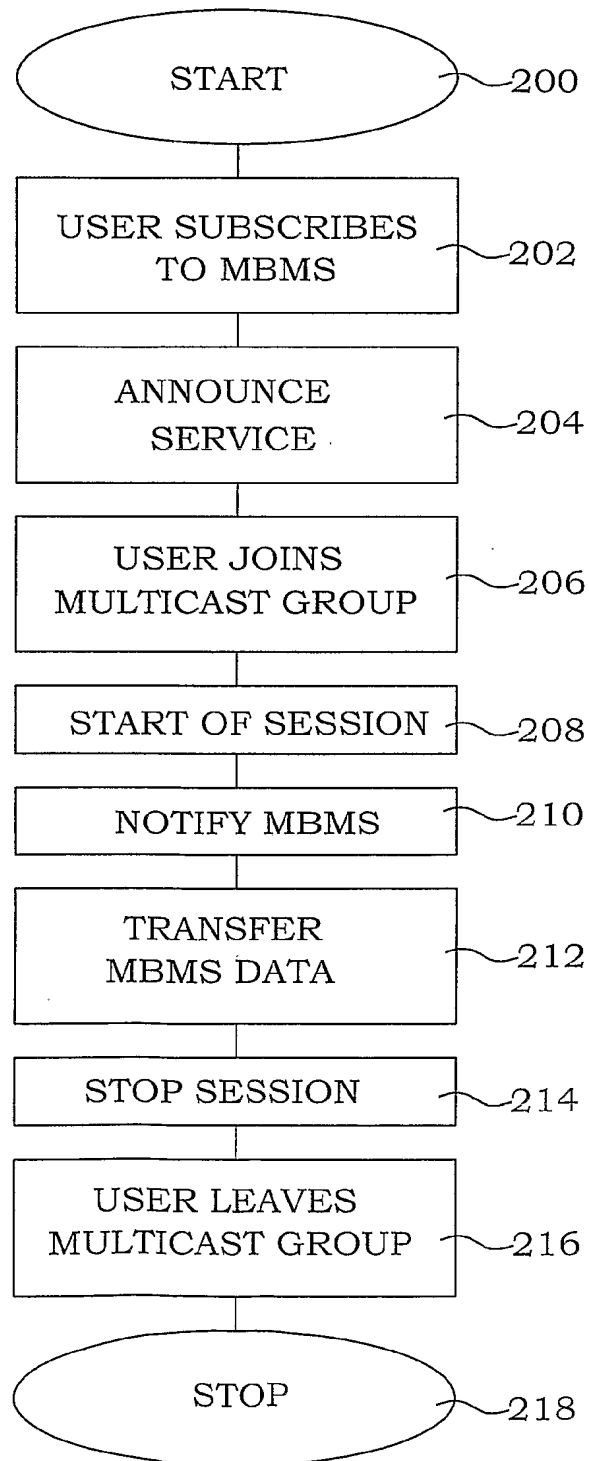 START
200
USER SUBSCRIBES
TO MBMS
202
ANNOUNCE
SERVICE
204
USER JOINS
MULTICAST GROUP
206
START OF SESSION
208
NOTIFY MBMS
210
TRANSFER
MBMS DATA
212
STOP SESSION
214
USER LEAVES
MULTICAST GROUP
216
STOP
218